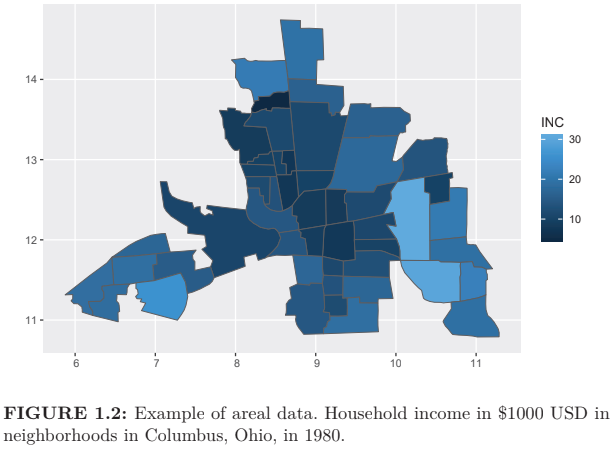 14
13
12
11
6 7 8 9 10 11
INC
30
20
10
FIGURE 1.2: Example of areal data. Household income in $1000 USD in
neighborhoods in Columbus, Ohio, in 1980.